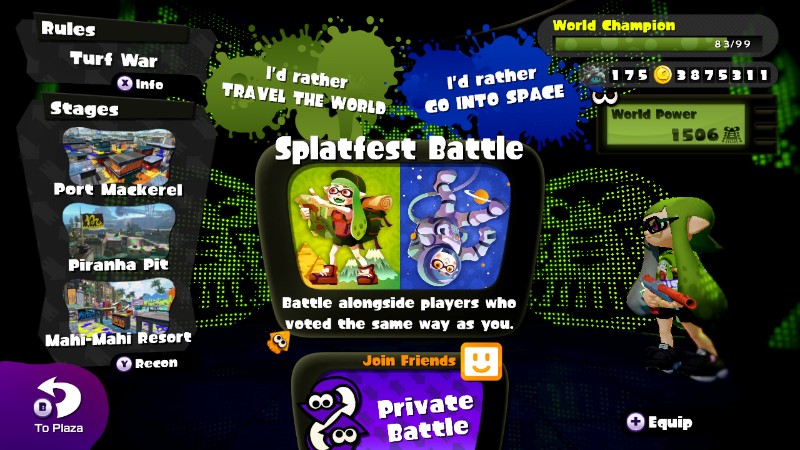 Rules
Turf War
X Info
Stages
Port Mackerel
Piranha Pit
Mahi-Mahi Resort
Y Recon
B
To Plaza
I'd rather
TRAVEL THE WORLD
I'd rather
GO INTO SPACE
Splatfest Battle
Battle alongside players who
voted the same way as you.
Join Friends
Private
Battle
World Champion
83/99
175 3875311
World Power
1506
Equip